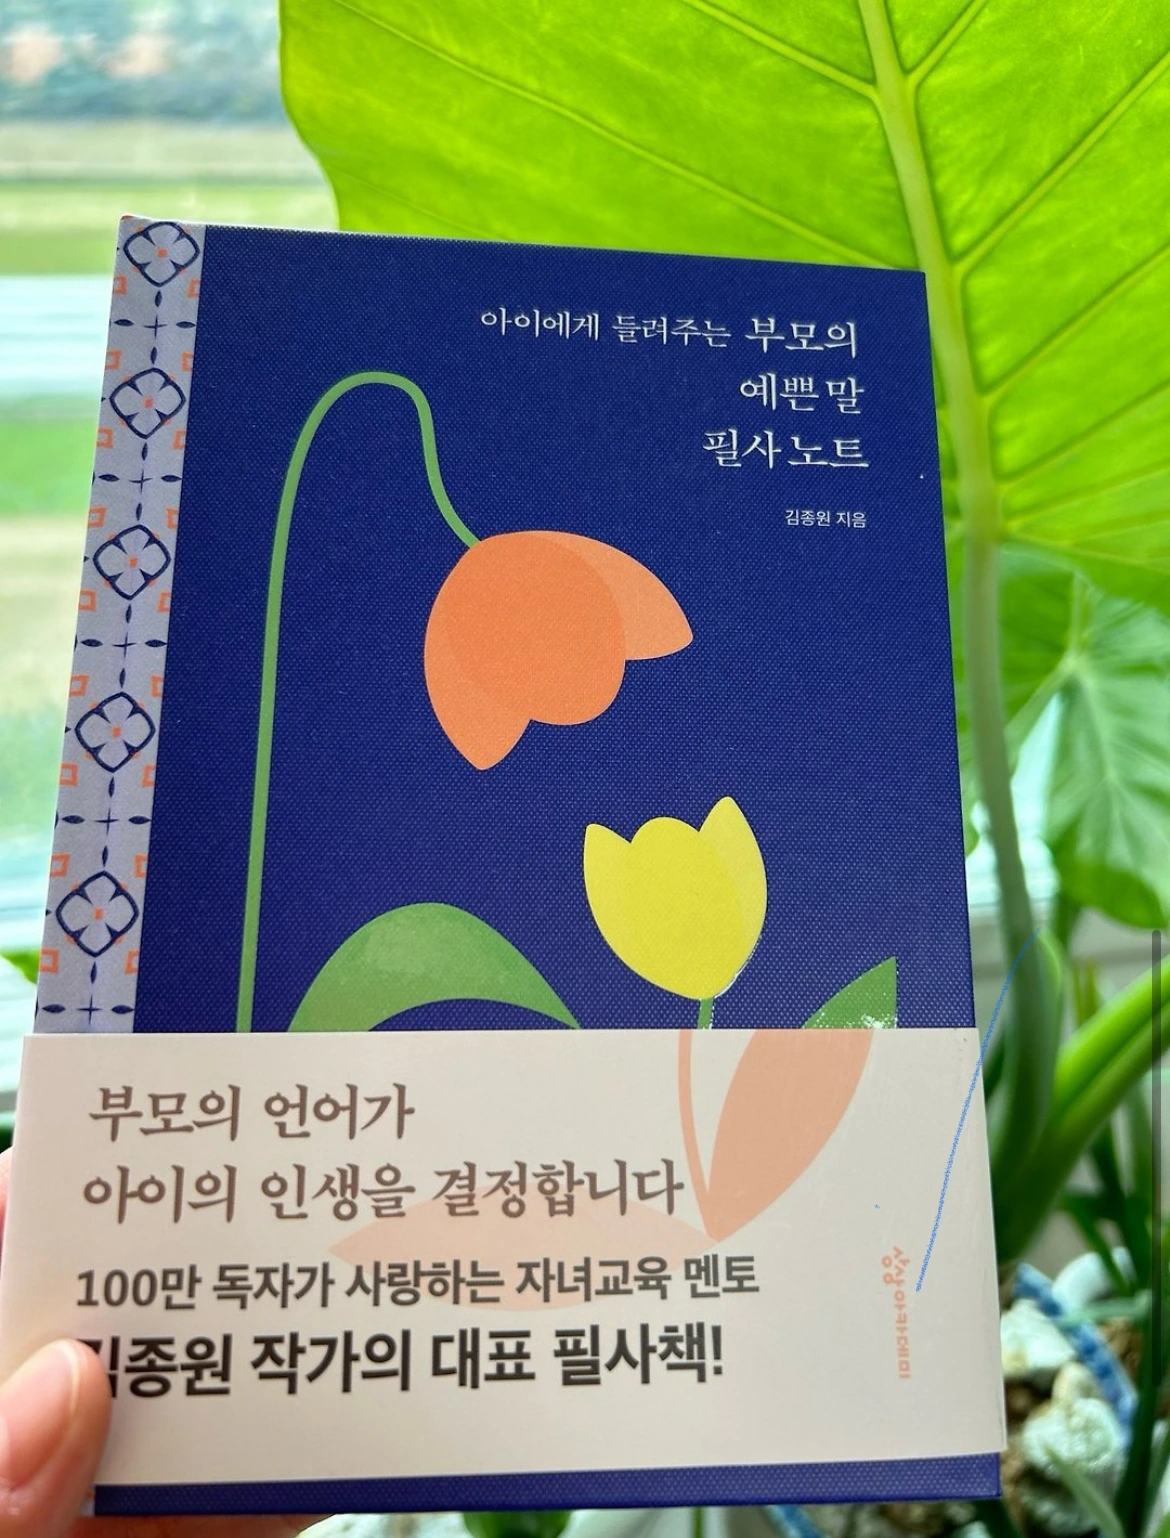 아이에게 들려주는 부모의
예쁜 말
필사 노트
김종원 지음
부모의 언어가
아이의 인생을 결정합니다
100만 독자가 사랑하는 자녀교육 멘토
김종원 작가의 대표 필사책!
상상아카데미